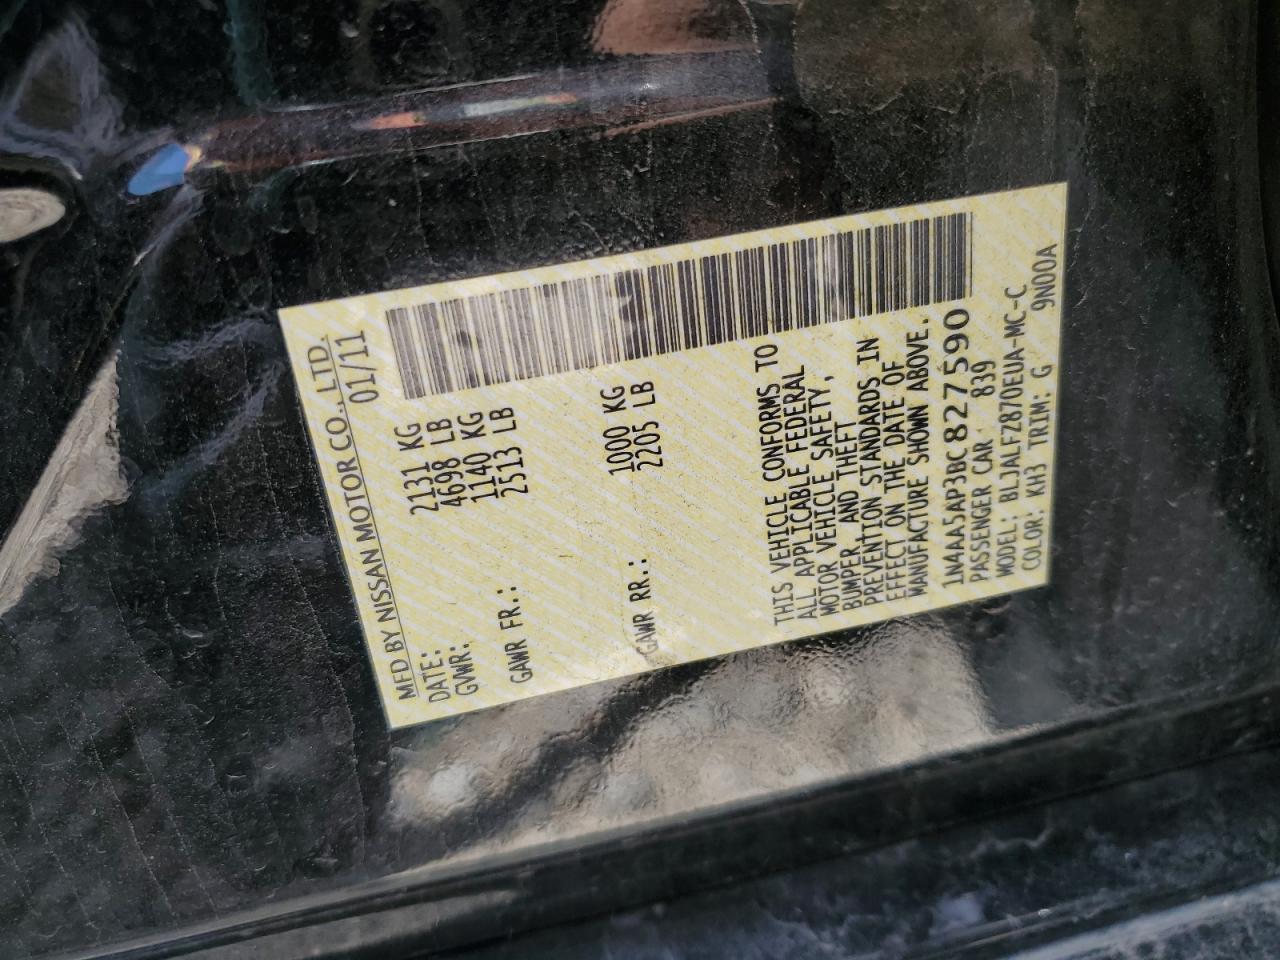 MFD BY NISSAN MOTOR CO., LTD.
DATE: 01/11
GVWR: 2131 KG
4698 LB
GAWR FR.: 1140 KG
2513 LB
GAWR RR.: 1000 KG
2205 LB
THIS VEHICLE CONFORMS TO
ALL APPLICABLE FEDERAL
MOTOR VEHICLE SAFETY,
BUMPER, AND THEFT
PREVENTION STANDARDS IN
EFFECT ON THE DATE OF
MANUFACTURE SHOWN ABOVE.
1N4AA5AP3BC827590
PASSENGER CAR 839
MODEL: BLJALFZ870EUA-MC-C
COLOR: KH3 TRIM: G 9N00A